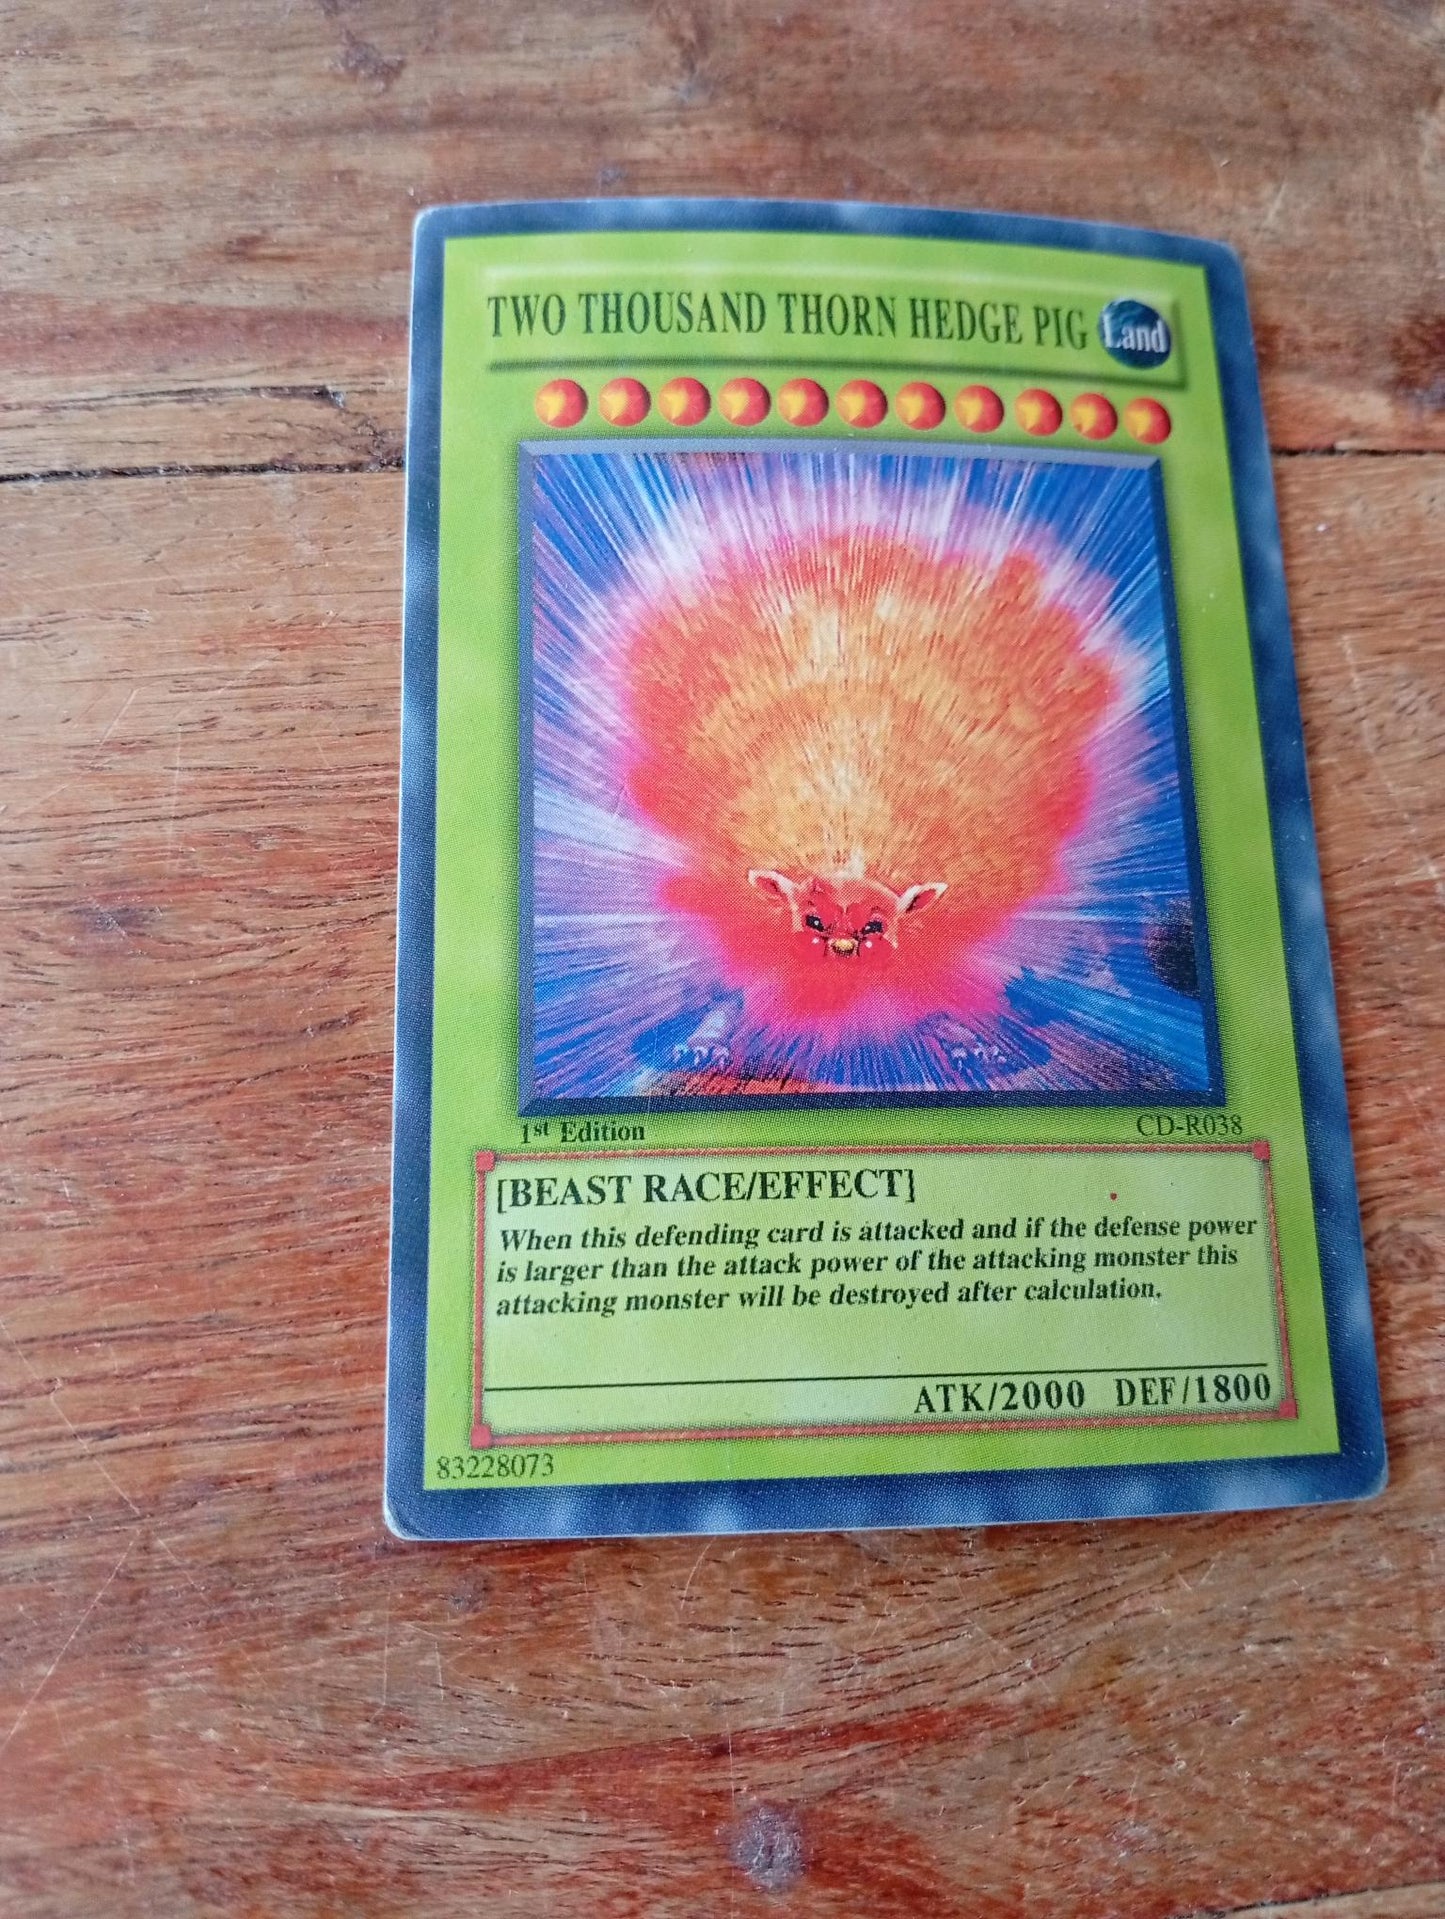 TWO THOUSAND THORN HEDGE PIG Land
1st Edition CD-R038
[BEAST RACE/EFFECT]
When this defending card is attacked and if the defense power
is larger than the attack power of the attacking monster this
attacking monster will be destroyed after calculation.
ATK/2000 DEF/1800
83228073